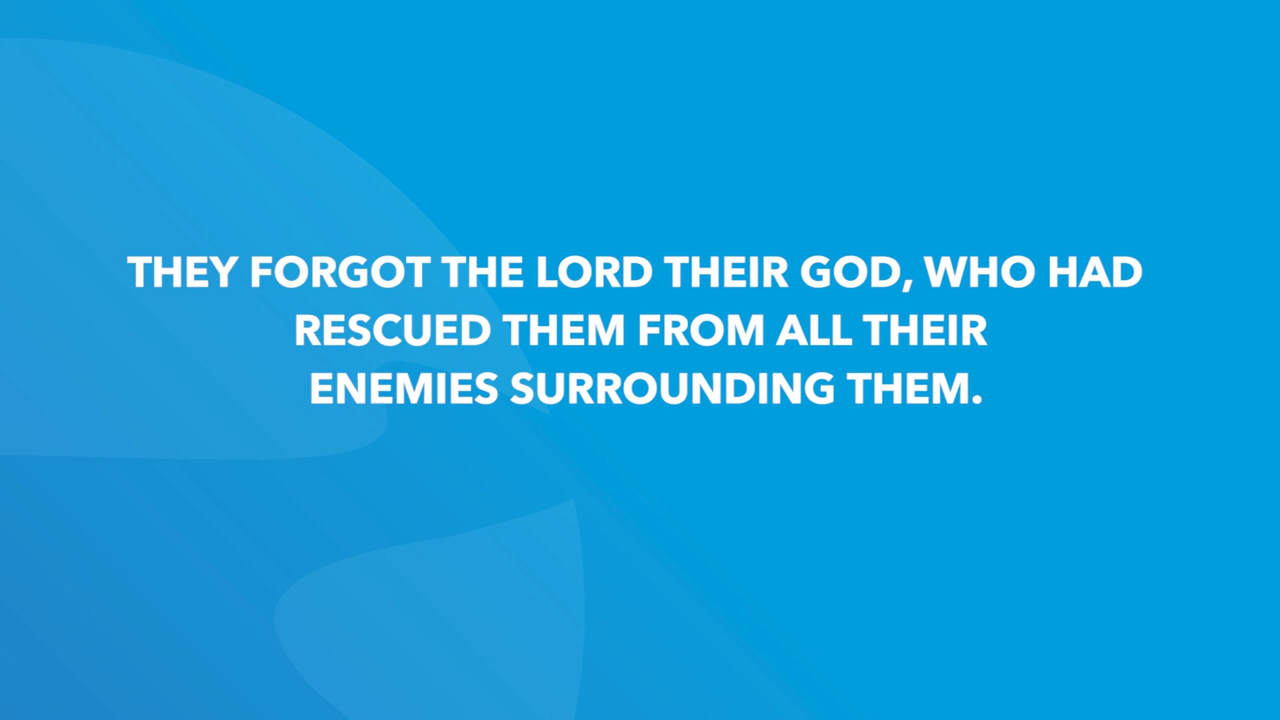 THEY FORGOT THE LORD THEIR GOD, WHO HAD
RESCUED THEM FROM ALL THEIR
ENEMIES SURROUNDING THEM.